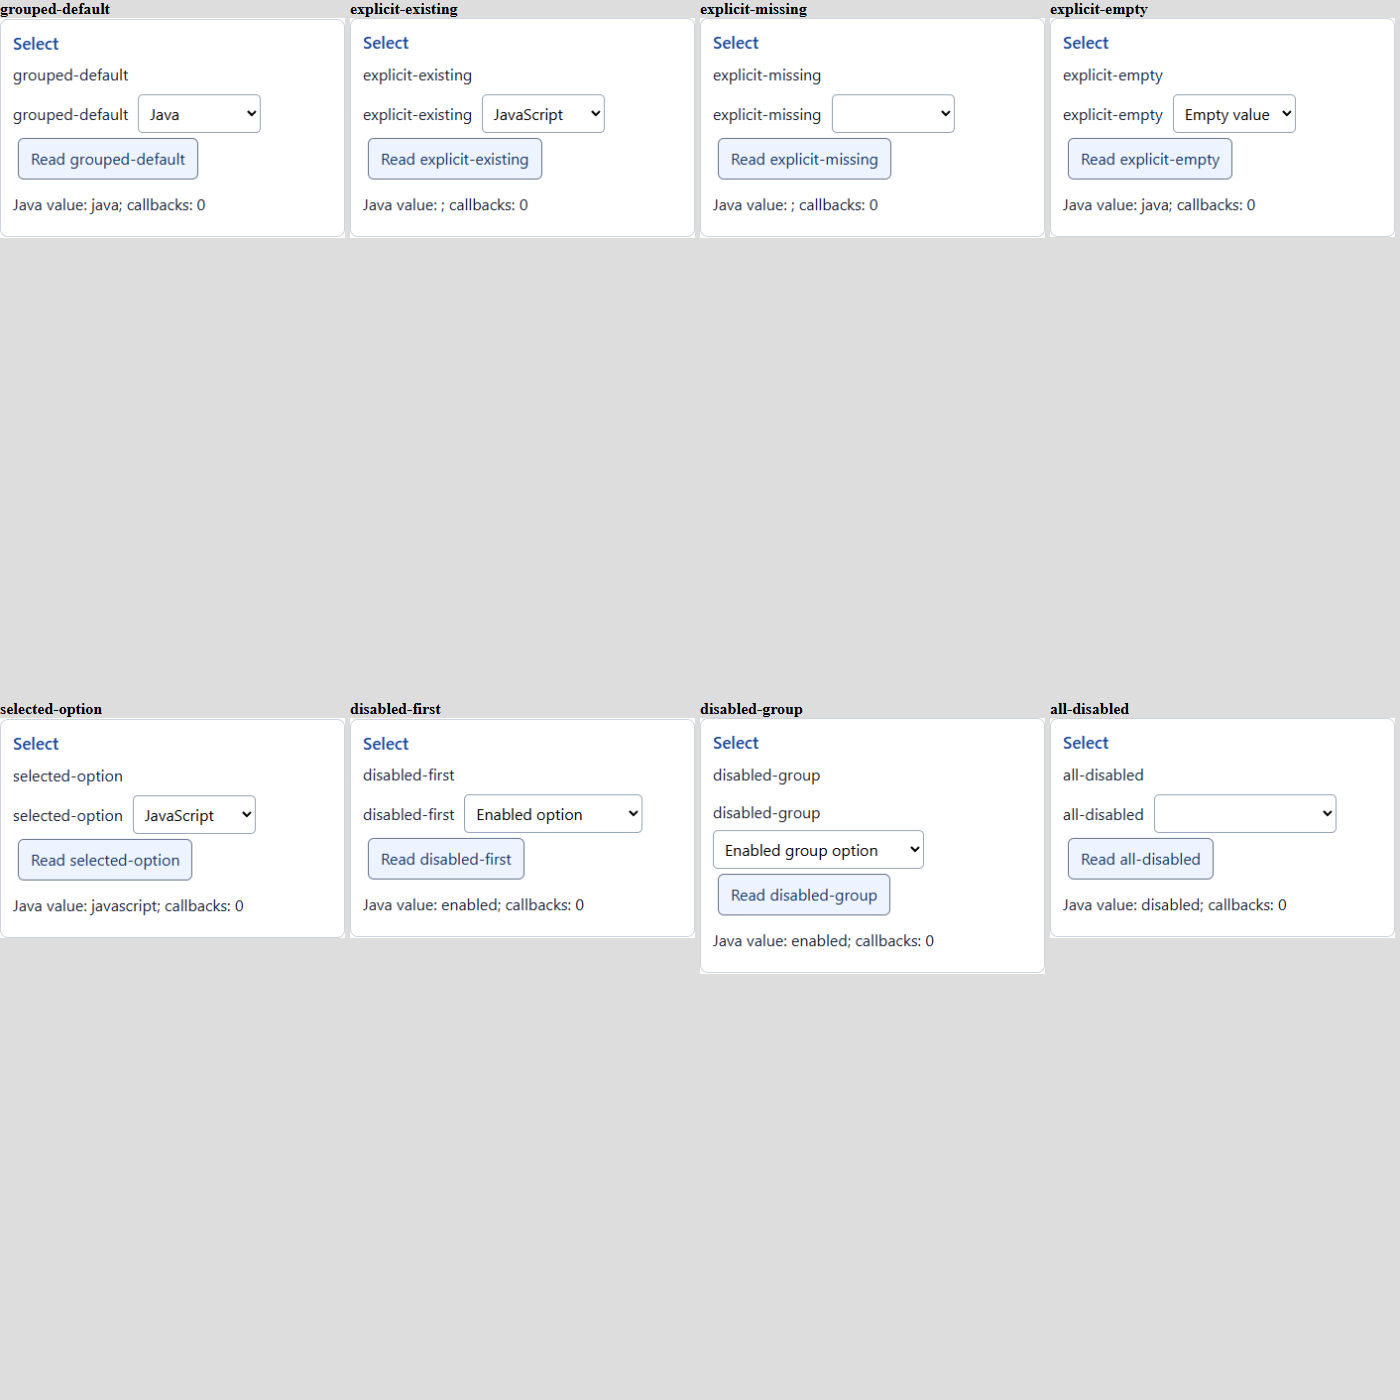 grouped-default
Select
grouped-default
grouped-default Java
Read grouped-default
Java value: java; callbacks: 0
explicit-existing
Select
explicit-existing
explicit-existing JavaScript
Read explicit-existing
Java value: ; callbacks: 0
explicit-missing
Select
explicit-missing
explicit-missing
Read explicit-missing
Java value: ; callbacks: 0
explicit-empty
Select
explicit-empty
explicit-empty Empty value
Read explicit-empty
Java value: java; callbacks: 0
selected-option
Select
selected-option
selected-option JavaScript
Read selected-option
Java value: javascript; callbacks: 0
disabled-first
Select
disabled-first
disabled-first Enabled option
Read disabled-first
Java value: enabled; callbacks: 0
disabled-group
Select
disabled-group
disabled-group
Enabled group option
Read disabled-group
Java value: enabled; callbacks: 0
all-disabled
Select
all-disabled
all-disabled
Read all-disabled
Java value: disabled; callbacks: 0